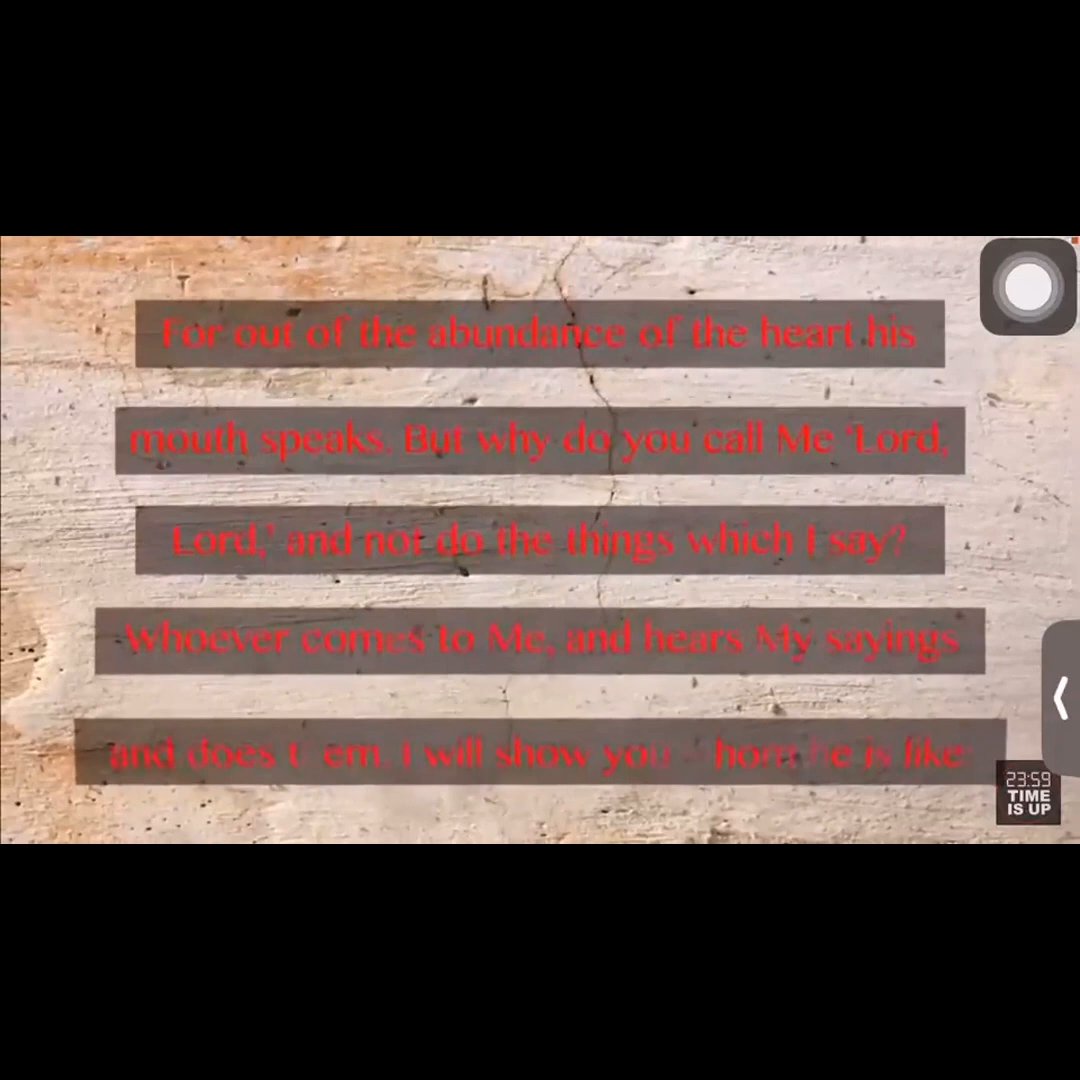 For out of the abundance of the heart his
mouth speaks. But why do you call Me ‘Lord,
Lord,’ and not do the things which I say?
Whoever comes to Me, and hears My sayings
and does them, I will show you whom he is like:
23:59
TIME
IS UP